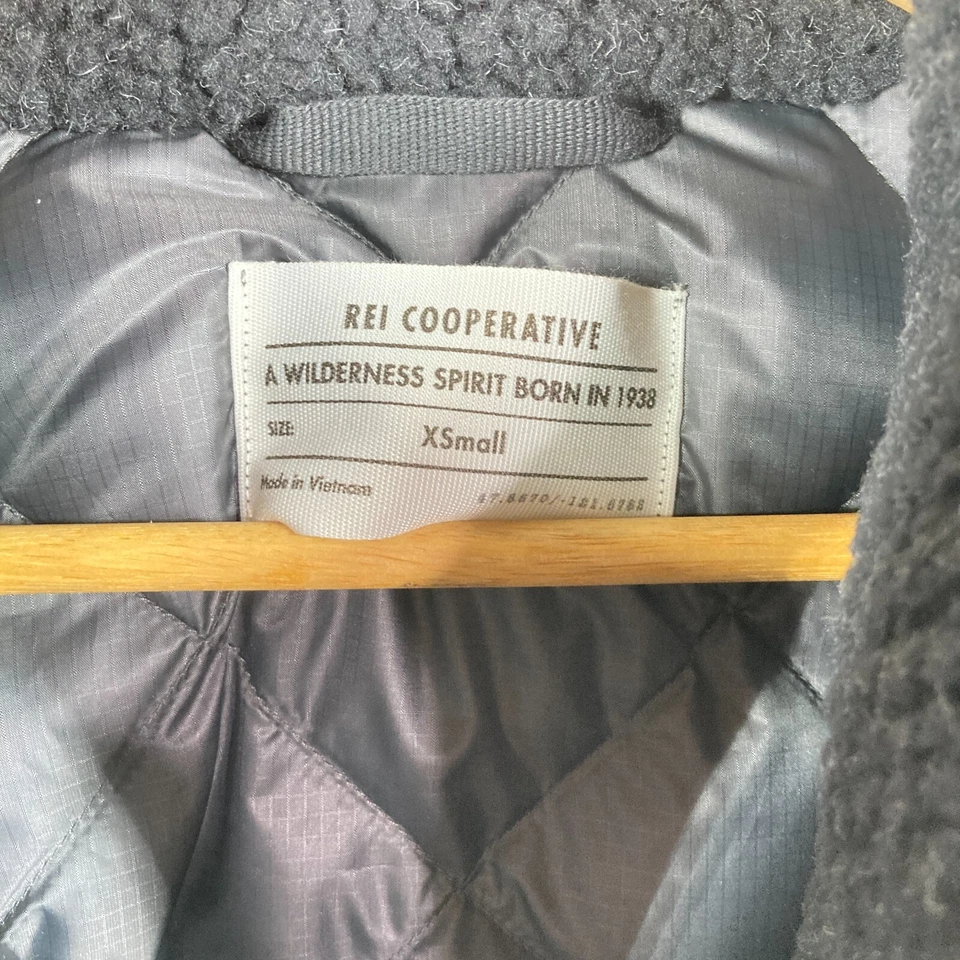 REI COOPERATIVE
A WILDERNESS SPIRIT BORN IN 1938
SIZE: XSmall
Made in Vietnam